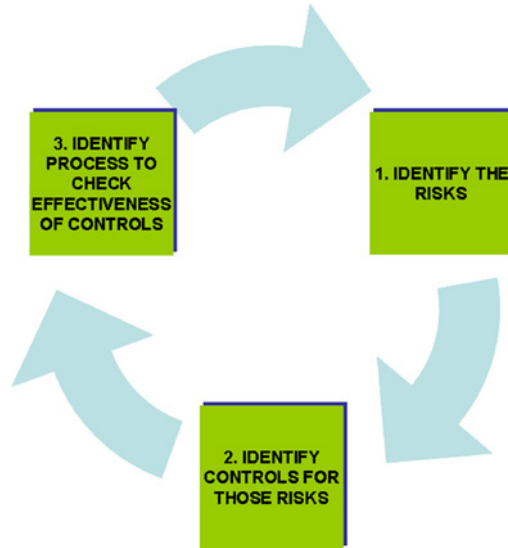 3. IDENTIFY
PROCESS TO
CHECK
EFFECTIVENESS
OF CONTROLS
1. IDENTIFY THE
RISKS
2. IDENTIFY
CONTROLS FOR
THOSE RISKS